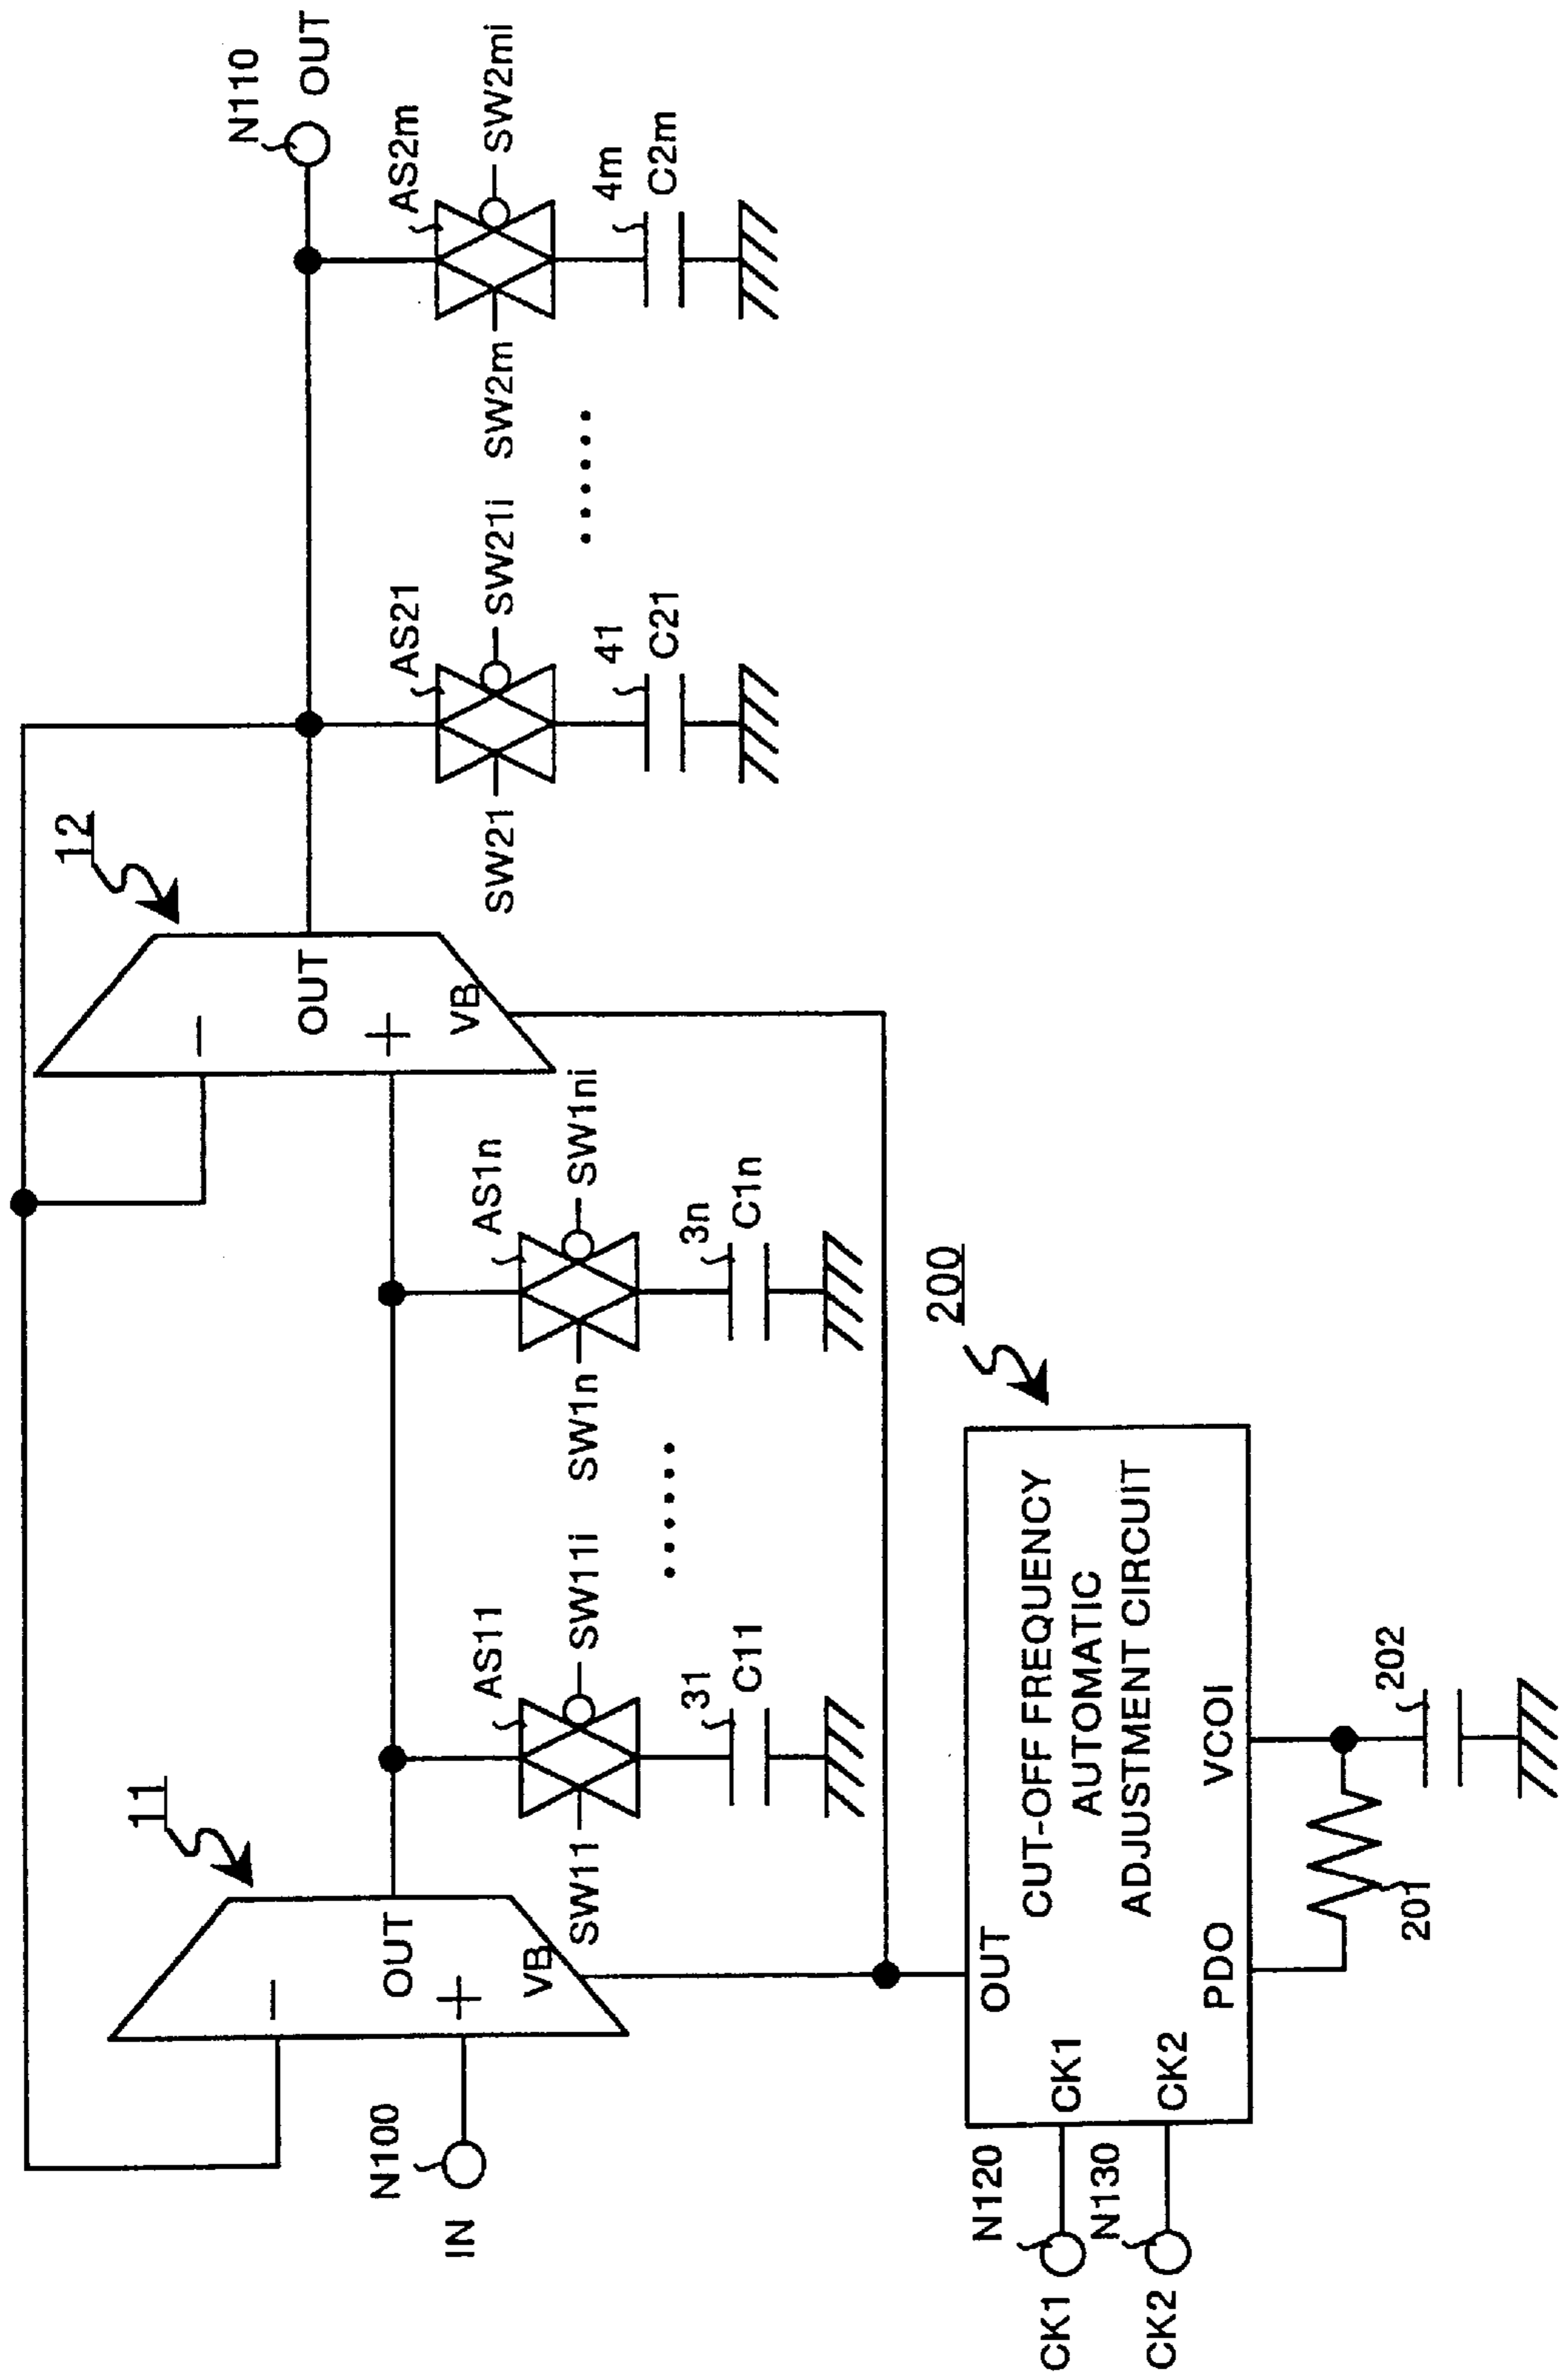 11
12
N100
IN
OUT
VB
OUT
VB
N110
OUT
AS11
SW11
SW11i
31
C11
AS1n
SW1n
SW1ni
3n
C1n
AS21
SW21
SW21i
41
C21
AS2m
SW2m
SW2mi
4m
C2m
200
OUT
CUT-OFF FREQUENCY
AUTOMATIC
ADJUSTMENT CIRCUIT
N120
CK1
CK1
N130
CK2
CK2
PDO
VCOI
201
202